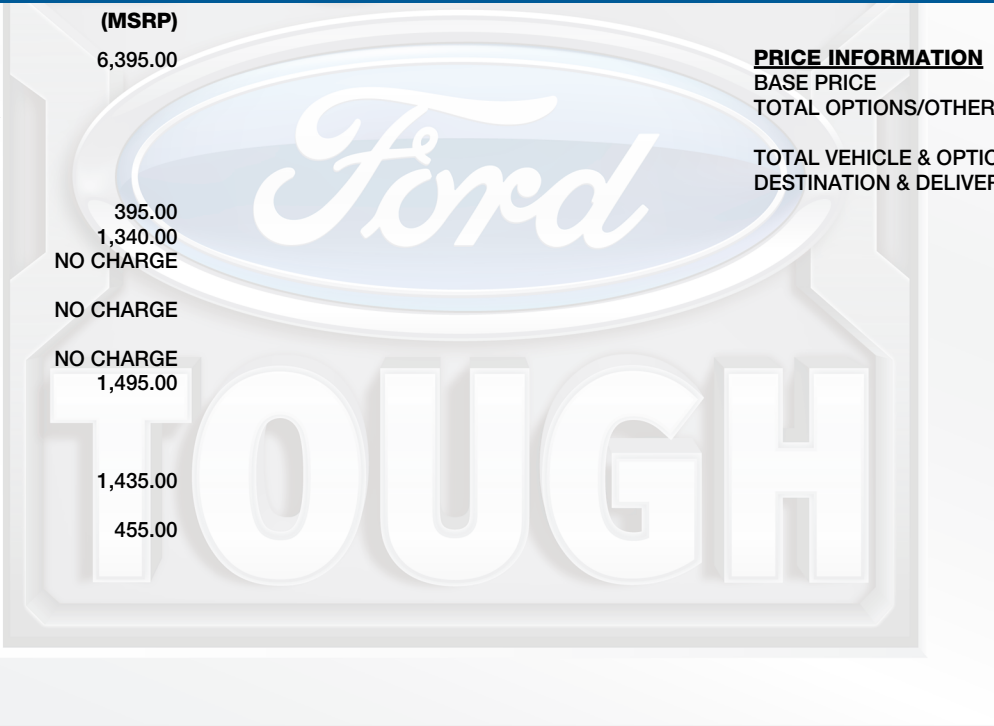 (MSRP)
6,395.00
395.00
1,340.00
NO CHARGE
NO CHARGE
NO CHARGE
1,495.00
1,435.00
455.00
PRICE INFORMATION
BASE PRICE
TOTAL OPTIONS/OTHER
TOTAL VEHICLE & OPTIO
DESTINATION & DELIVER
Ford
TOUGH